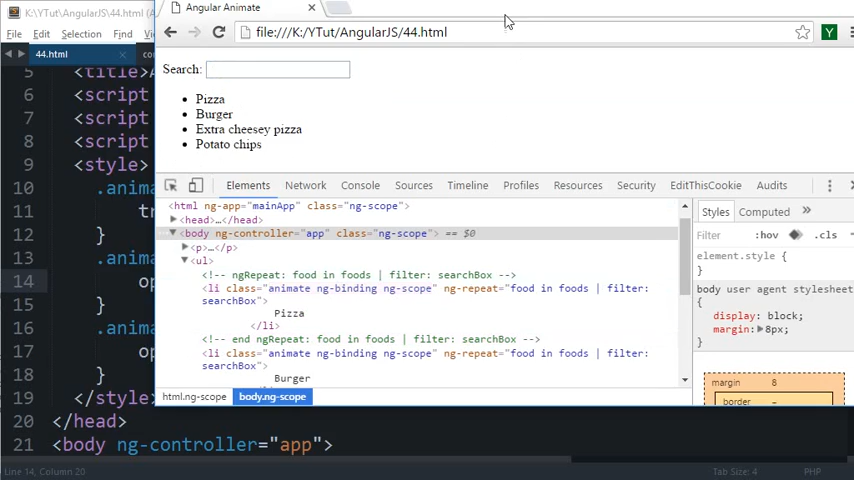 K:\YTut\AngularJS\44.html
File Edit Selection Find
44.html
5 <title>A
6 <script
7 <script
8 <script
9 <style>
10 .anima
11 tr
12 }
13 .anima
14 op
15 }
16 .anima
17 op
18 }
19 </style>
20 </head>
21 <body ng-controller="app">
Line 14, Column 20
Tab Size: 4 PHP
Angular Animate
file:///K:/YTut/AngularJS/44.html
Y
Search:
Pizza
Burger
Extra cheesey pizza
Potato chips
Elements Network Console Sources Timeline Profiles Resources Security EditThisCookie Audits
<html ng-app="mainApp" class="ng-scope">
<head>…</head>
<body ng-controller="app" class="ng-scope"> == $0
<p>…</p>
<ul>
<!-- ngRepeat: food in foods | filter: searchBox -->
<li class="animate ng-binding ng-scope" ng-repeat="food in foods | filter:
searchBox">
Pizza
</li>
<!-- end ngRepeat: food in foods | filter: searchBox -->
<li class="animate ng-binding ng-scope" ng-repeat="food in foods | filter:
searchBox">
Burger
html.ng-scope body.ng-scope
Styles Computed »
Filter :hov .cls
element.style {
}
body user agent stylesheet
{
display: block;
margin: 8px;
}
margin 8
border –